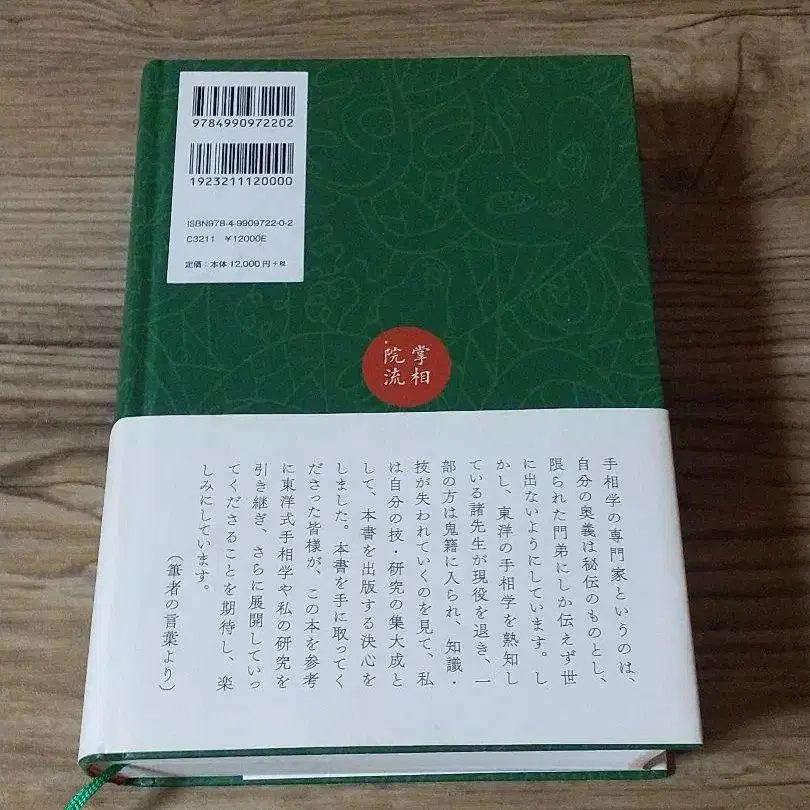 9784990972202
1923211120000
ISBN978-4-9909722-0-2
C3211 ¥12000E
定価：本体12,000円+税
掌相
院流
手相学の専門家というのは、
自分の奥義は秘伝のものとし、
限られた門弟にしか伝えず世
に出ないようにしています。し
かし、東洋の手相学を熟知し
ている諸先生が現役を退き、一
部の方は鬼籍に入られ、知識・
技が失われていくのを見て、私
は自分の技・研究の集大成と
して、本書を出版する決心を
しました。本書を手に取ってく
ださった皆様が、この本を参考
に東洋式手相学や私の研究を
引き継ぎ、さらに展開していっ
てくださることを期待し、楽
しみにしています。
（筆者の言葉より）